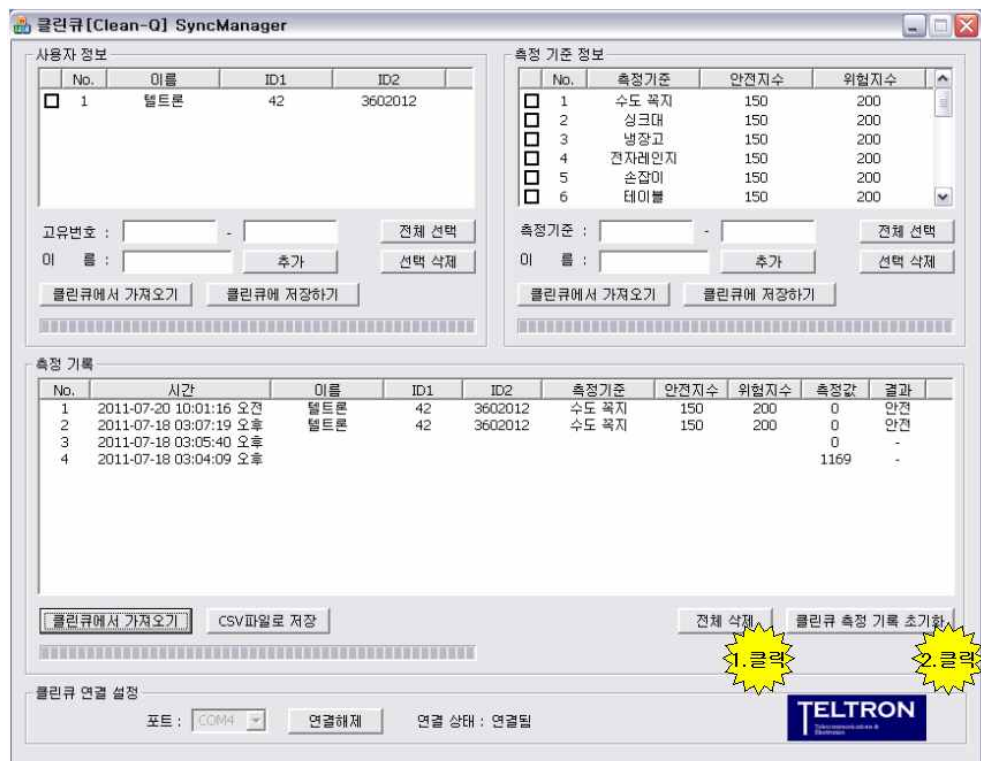 클린큐[Clean-Q] SyncManager
사용자 정보
No. 이름 ID1 ID2
1 텔트론 42 3602012
고유번호 : - 전체 선택
이 름 : 추가 선택 삭제
클린큐에서 가져오기 클린큐에 저장하기
측정 기준 정보
No. 측정기준 안전지수 위험지수
1 수도 꼭지 150 200
2 싱크대 150 200
3 냉장고 150 200
4 전자레인지 150 200
5 손잡이 150 200
6 테이블 150 200
측정기준 : - 전체 선택
이 름 : 추가 선택 삭제
클린큐에서 가져오기 클린큐에 저장하기
측정 기록
No. 시간 이름 ID1 ID2 측정기준 안전지수 위험지수 측정값 결과
1 2011-07-20 10:01:16 오전 텔트론 42 3602012 수도 꼭지 150 200 0 안전
2 2011-07-18 03:07:19 오후 텔트론 42 3602012 수도 꼭지 150 200 0 안전
3 2011-07-18 03:05:40 오후 0 -
4 2011-07-18 03:04:09 오후 1169 -
클린큐에서 가져오기 CSV파일로 저장 전체 삭제 클린큐 측정 기록 초기화
1.클릭 2.클릭
클린큐 연결 설정
포트 : COM4 연결해제 연결 상태 : 연결됨
TELTRON